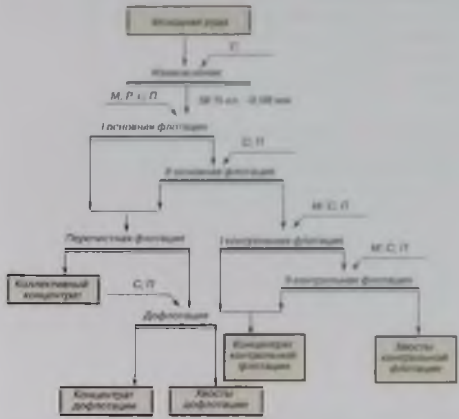 Исходная руда
Измельчение
М, Р, С, П
I основная флотация
С, П
II основная флотация
М, С, П
Перечистная флотация
I контрольная флотация
М, С, П
Коллективный
концентрат
С, П
II контрольная флотация
Дофлотация
Концентрат
контрольной
флотации
Хвосты
контрольной
флотации
Концентрат
дофлотации
Хвосты
дофлотации